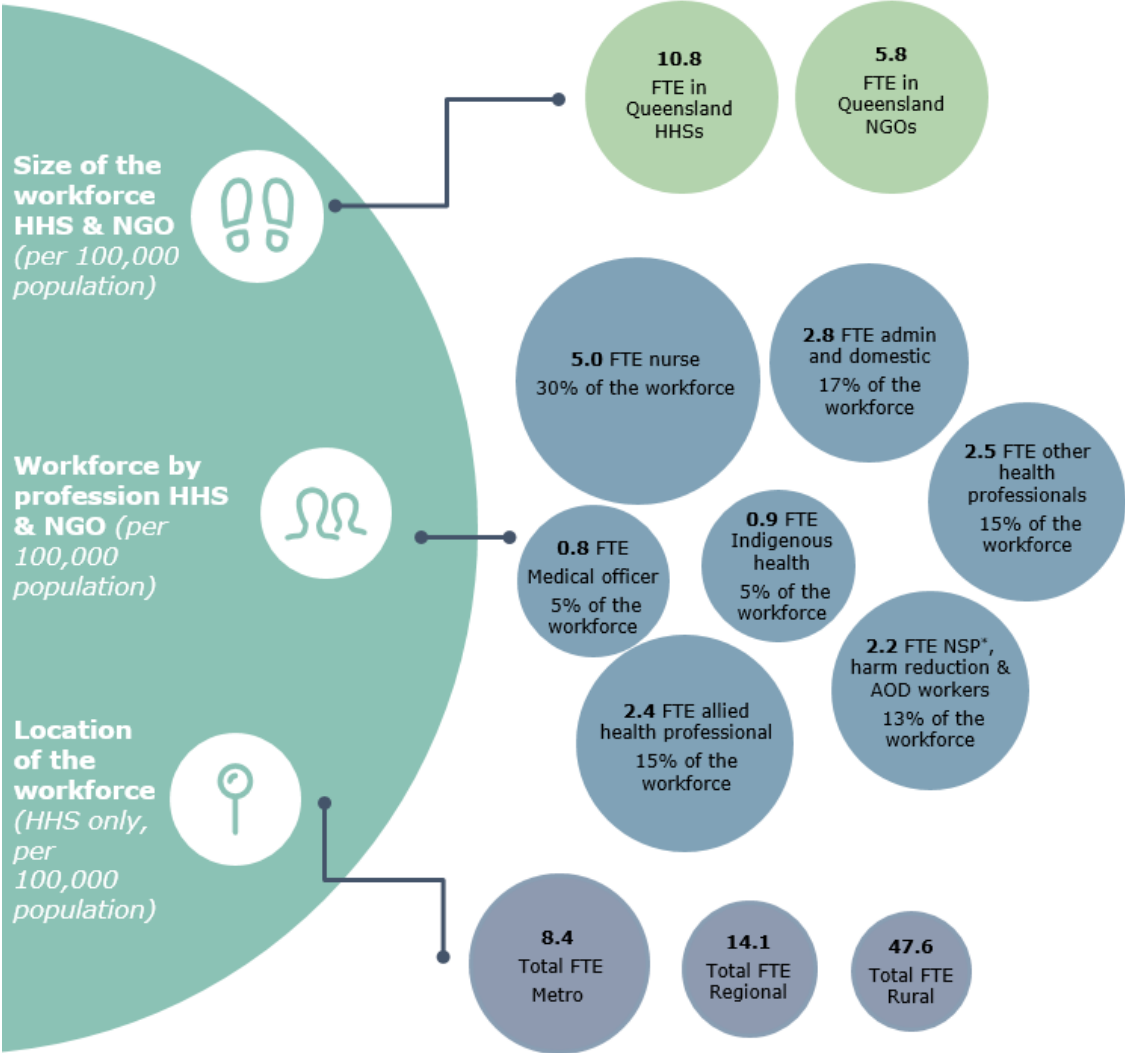 Size of the
workforce
HHS & NGO
(per 100,000
population)
10.8
FTE in
Queensland
HHSs
5.8
FTE in
Queensland
NGOs
Workforce by
profession HHS
& NGO (per
100,000
population)
5.0 FTE nurse
30% of the workforce
2.8 FTE admin
and domestic
17% of the
workforce
2.5 FTE other
health
professionals
15% of the
workforce
0.8 FTE
Medical officer
5% of the
workforce
0.9 FTE
Indigenous
health
5% of the
workforce
2.2 FTE NSP*,
harm reduction &
AOD workers
13% of the
workforce
2.4 FTE allied
health professional
15% of the
workforce
Location
of the
workforce
(HHS only,
per
100,000
population)
8.4
Total FTE
Metro
14.1
Total FTE
Regional
47.6
Total FTE
Rural